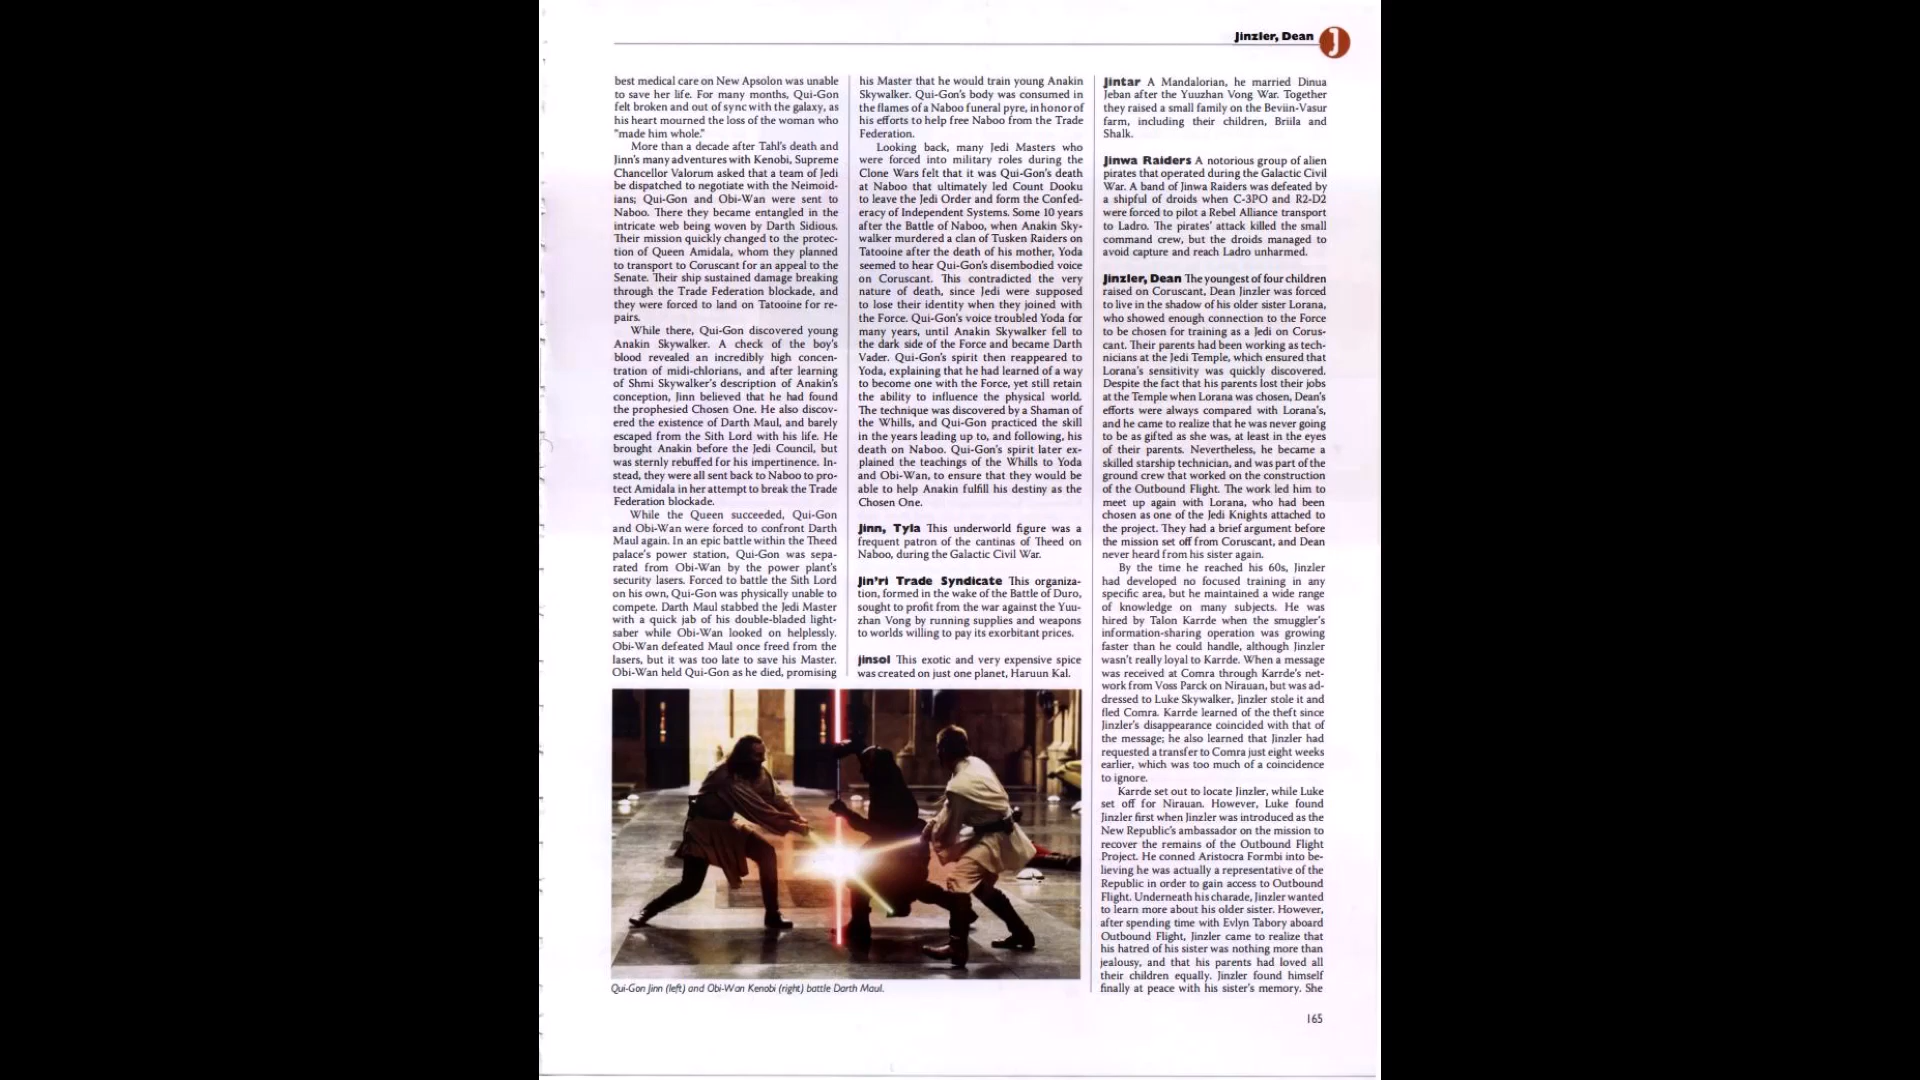 Jinzler, Dean
J
best medical care on New Apsolon was unable
to save her life. For many months, Qui-Gon
felt broken and out of sync with the galaxy, as
his heart mourned the loss of the woman who
"made him whole."
More than a decade after Tahl's death and
Jinn's many adventures with Kenobi, Supreme
Chancellor Valorum asked that a team of Jedi
be dispatched to negotiate with the Neimoid-
ians; Qui-Gon and Obi-Wan were sent to
Naboo. There they became entangled in the
intricate web being woven by Darth Sidious.
Their mission quickly changed to the protec-
tion of Queen Amidala, whom they planned
to transport to Coruscant for an appeal to the
Senate. Their ship sustained damage breaking
through the Trade Federation blockade, and
they were forced to land on Tatooine for re-
pairs.
While there, Qui-Gon discovered young
Anakin Skywalker. A check of the boy's
blood revealed an incredibly high concen-
tration of midi-chlorians, and after learning
of Shmi Skywalker's description of Anakin's
conception, Jinn believed that he had found
the prophesied Chosen One. He also discov-
ered the existence of Darth Maul, and barely
escaped from the Sith Lord with his life. He
brought Anakin before the Jedi Council, but
was sternly rebuffed for his impertinence. In-
stead, they were all sent back to Naboo to pro-
tect Amidala in her attempt to break the Trade
Federation blockade.
While the Queen succeeded, Qui-Gon
and Obi-Wan were forced to confront Darth
Maul again. In an epic battle within the Theed
palace's power station, Qui-Gon was sepa-
rated from Obi-Wan by the power plant's
security lasers. Forced to battle the Sith Lord
on his own, Qui-Gon was physically unable to
compete. Darth Maul stabbed the Jedi Master
with a quick jab of his double-bladed light-
saber while Obi-Wan looked on helplessly.
Obi-Wan defeated Maul once freed from the
lasers, but it was too late to save his Master.
Obi-Wan held Qui-Gon as he died, promising
his Master that he would train young Anakin
Skywalker. Qui-Gon's body was consumed in
the flames of a Naboo funeral pyre, in honor of
his efforts to help free Naboo from the Trade
Federation.
Looking back, many Jedi Masters who
were forced into military roles during the
Clone Wars felt that it was Qui-Gon's death
at Naboo that ultimately led Count Dooku
to leave the Jedi Order and form the Confed-
eracy of Independent Systems. Some 10 years
after the Battle of Naboo, when Anakin Sky-
walker murdered a clan of Tusken Raiders on
Tatooine after the death of his mother, Yoda
seemed to hear Qui-Gon's disembodied voice
on Coruscant. This contradicted the very
nature of death, since Jedi were supposed
to lose their identity when they joined with
the Force. Qui-Gon's voice troubled Yoda for
many years, until Anakin Skywalker fell to
the dark side of the Force and became Darth
Vader. Qui-Gon's spirit then reappeared to
Yoda, explaining that he had learned of a way
to become one with the Force, yet still retain
the ability to influence the physical world.
The technique was discovered by a Shaman of
the Whills, and Qui-Gon practiced the skill
in the years leading up to, and following, his
death on Naboo. Qui-Gon's spirit later ex-
plained the teachings of the Whills to Yoda
and Obi-Wan, to ensure that they would be
able to help Anakin fulfill his destiny as the
Chosen One.
Jinn, Tyla This underworld figure was a
frequent patron of the cantinas of Theed on
Naboo, during the Galactic Civil War.
Jin'ri Trade Syndicate This organiza-
tion, formed in the wake of the Battle of Duro,
sought to profit from the war against the Yuu-
zhan Vong by running supplies and weapons
to worlds willing to pay its exorbitant prices.
jinsol This exotic and very expensive spice
was created on just one planet, Haruun Kal.
Qui-Gon Jinn (left) and Obi-Wan Kenobi (right) battle Darth Maul.
Jintar A Mandalorian, he married Dinua
Jeban after the Yuuzhan Vong War. Together
they raised a small family on the Beviin-Vasur
farm, including their children, Briila and
Shalk.
Jinwa Raiders A notorious group of alien
pirates that operated during the Galactic Civil
War. A band of Jinwa Raiders was defeated by
a shipful of droids when C-3PO and R2-D2
were forced to pilot a Rebel Alliance transport
to Ladro. The pirates' attack killed the small
command crew, but the droids managed to
avoid capture and reach Ladro unharmed.
Jinzler, Dean The youngest of four children
raised on Coruscant, Dean Jinzler was forced
to live in the shadow of his older sister Lorana,
who showed enough connection to the Force
to be chosen for training as a Jedi on Corus-
cant. Their parents had been working as tech-
nicians at the Jedi Temple, which ensured that
Lorana's sensitivity was quickly discovered.
Despite the fact that his parents lost their jobs
at the Temple when Lorana was chosen, Dean's
efforts were always compared with Lorana's,
and he came to realize that he was never going
to be as gifted as she was, at least in the eyes
of their parents. Nevertheless, he became a
skilled starship technician, and was part of the
ground crew that worked on the construction
of the Outbound Flight. The work led him to
meet up again with Lorana, who had been
chosen as one of the Jedi Knights attached to
the project. They had a brief argument before
the mission set off from Coruscant, and Dean
never heard from his sister again.
By the time he reached his 60s, Jinzler
had developed no focused training in any
specific area, but he maintained a wide range
of knowledge on many subjects. He was
hired by Talon Karrde when the smuggler's
information-sharing operation was growing
faster than he could handle, although Jinzler
wasn't really loyal to Karrde. When a message
was received at Comra through Karrde's net-
work from Voss Parck on Nirauan, but was ad-
dressed to Luke Skywalker, Jinzler stole it and
fled Comra. Karrde learned of the theft since
Jinzler's disappearance coincided with that of
the message; he also learned that Jinzler had
requested a transfer to Comra just eight weeks
earlier, which was too much of a coincidence
to ignore.
Karrde set out to locate Jinzler, while Luke
set off for Nirauan. However, Luke found
Jinzler first when Jinzler was introduced as the
New Republic's ambassador on the mission to
recover the remains of the Outbound Flight
Project. He conned Aristocra Formbi into be-
lieving he was actually a representative of the
Republic in order to gain access to Outbound
Flight. Underneath his charade, Jinzler wanted
to learn more about his older sister. However,
after spending time with Evlyn Tabory aboard
Outbound Flight, Jinzler came to realize that
his hatred of his sister was nothing more than
jealousy, and that his parents had loved all
their children equally. Jinzler found himself
finally at peace with his sister's memory. She
165